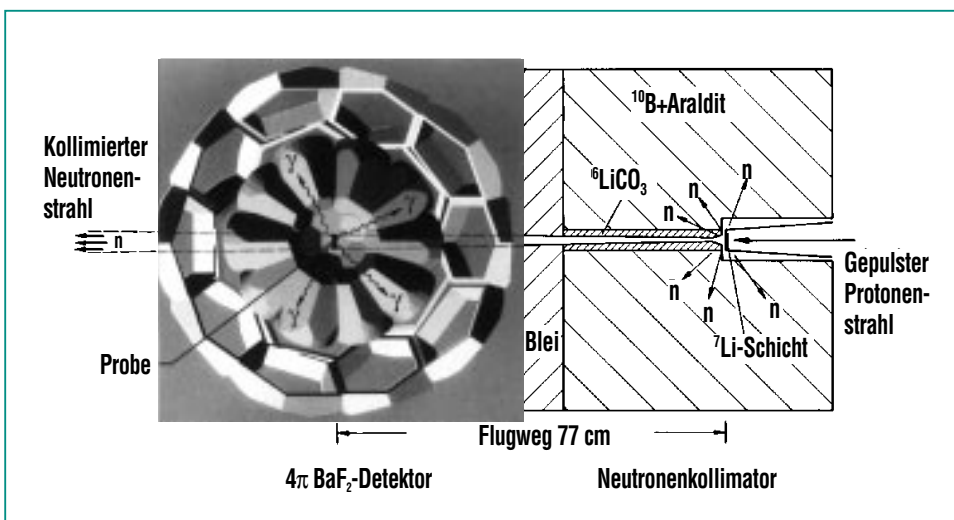 Kollimierter
Neutronen-
strahl
n
Probe
γ
γ
γ
γ
Blei
¹⁰B+Araldit
⁶LiCO₃
n
n
n
n
n
n
⁷Li-Schicht
Gepulster
Protonen-
strahl
Flugweg 77 cm
4π BaF₂-Detektor
Neutronenkollimator